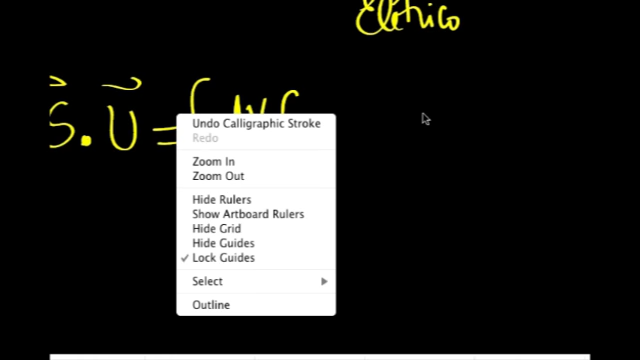 Elétrico
S . U = ∫
Undo Calligraphic Stroke
Redo
Zoom In
Zoom Out
Hide Rulers
Show Artboard Rulers
Hide Grid
Hide Guides
✓ Lock Guides
Select
Outline